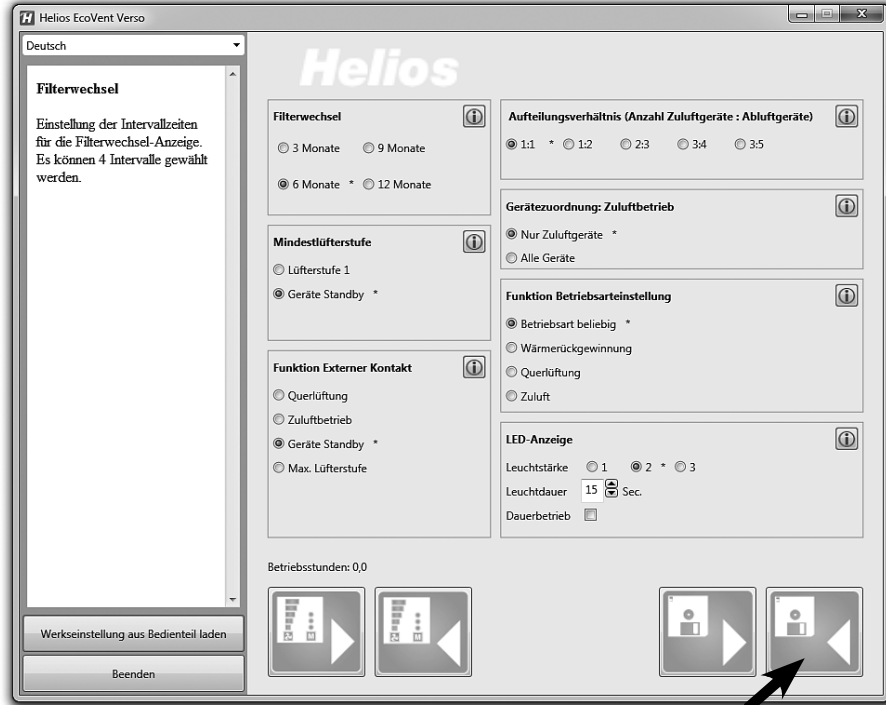 Helios EcoVent Verso
Deutsch
Filterwechsel
Einstellung der Intervallzeiten
für die Filterwechsel-Anzeige.
Es können 4 Intervalle gewählt
werden.
Werkseinstellung aus Bedienteil laden
Beenden
Helios
Filterwechsel
3 Monate 9 Monate
6 Monate * 12 Monate
Mindestlüfterstufe
Lüfterstufe 1
Geräte Standby *
Funktion Externer Kontakt
Querlüftung
Zuluftbetrieb
Geräte Standby *
Max. Lüfterstufe
Aufteilungsverhältnis (Anzahl Zuluftgeräte : Abluftgeräte)
1:1 * 1:2 2:3 3:4 3:5
Gerätezuordnung: Zuluftbetrieb
Nur Zuluftgeräte *
Alle Geräte
Funktion Betriebsarteinstellung
Betriebsart beliebig *
Wärmerückgewinnung
Querlüftung
Zuluft
LED-Anzeige
Leuchtstärke 1 2 * 3
Leuchtdauer 15 Sec.
Dauerbetrieb
Betriebsstunden: 0,0
M
M